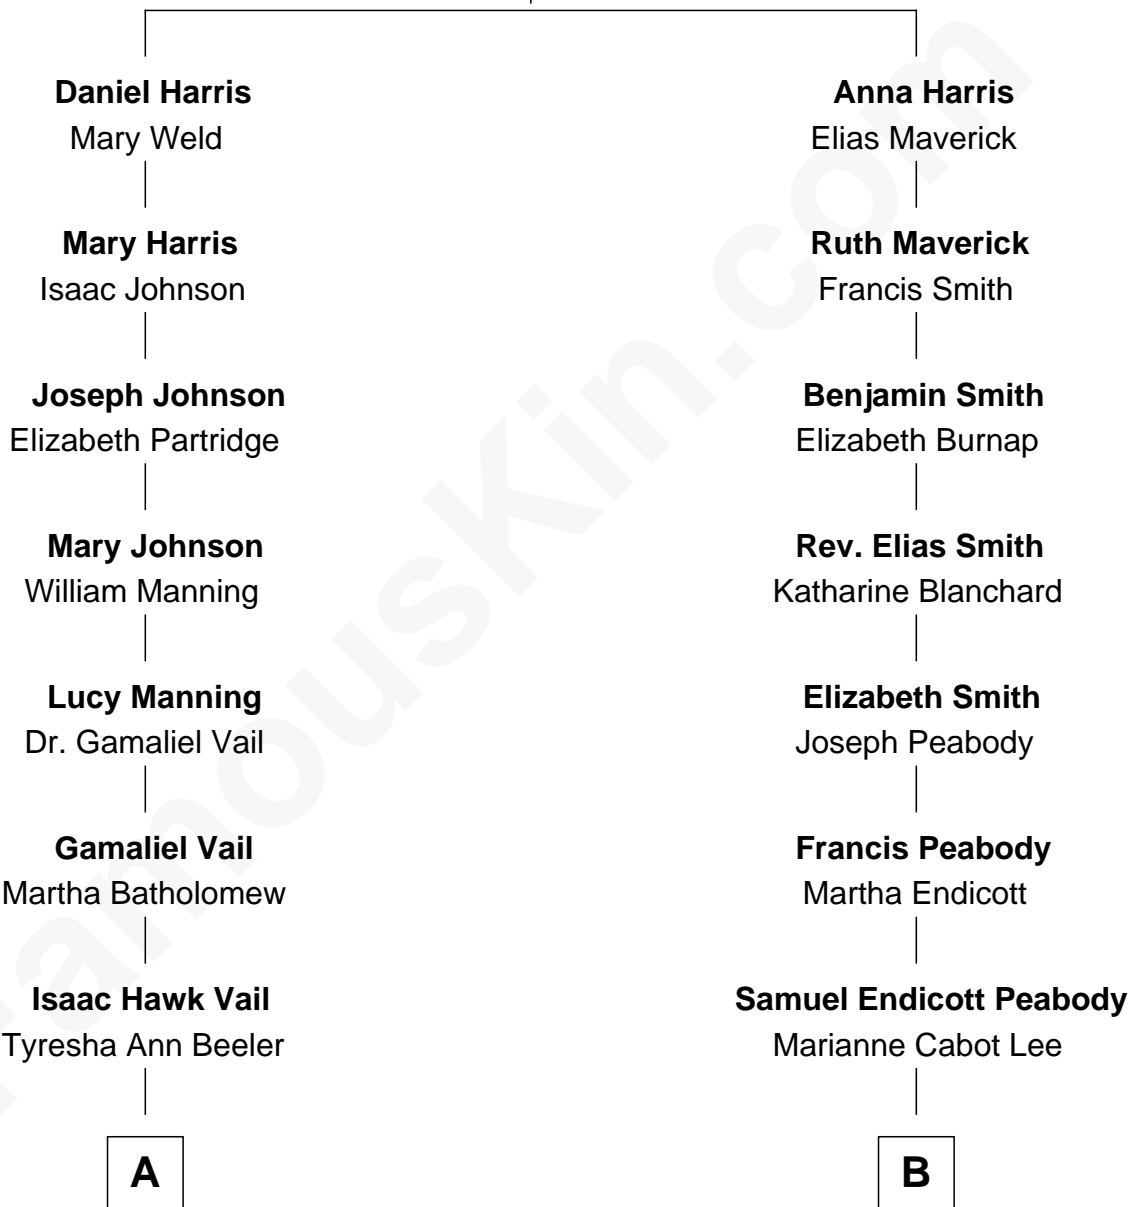 Daniel Harris
Mary Weld
Anna Harris
Elias Maverick
Mary Harris
Isaac Johnson
Ruth Maverick
Francis Smith
Joseph Johnson
Elizabeth Partridge
Benjamin Smith
Elizabeth Burnap
Mary Johnson
William Manning
Rev. Elias Smith
Katharine Blanchard
Lucy Manning
Dr. Gamaliel Vail
Elizabeth Smith
Joseph Peabody
Gamaliel Vail
Martha Batholomew
Francis Peabody
Martha Endicott
Isaac Hawk Vail
Tyresha Ann Beeler
Samuel Endicott Peabody
Marianne Cabot Lee
A
B
FamousKin.com